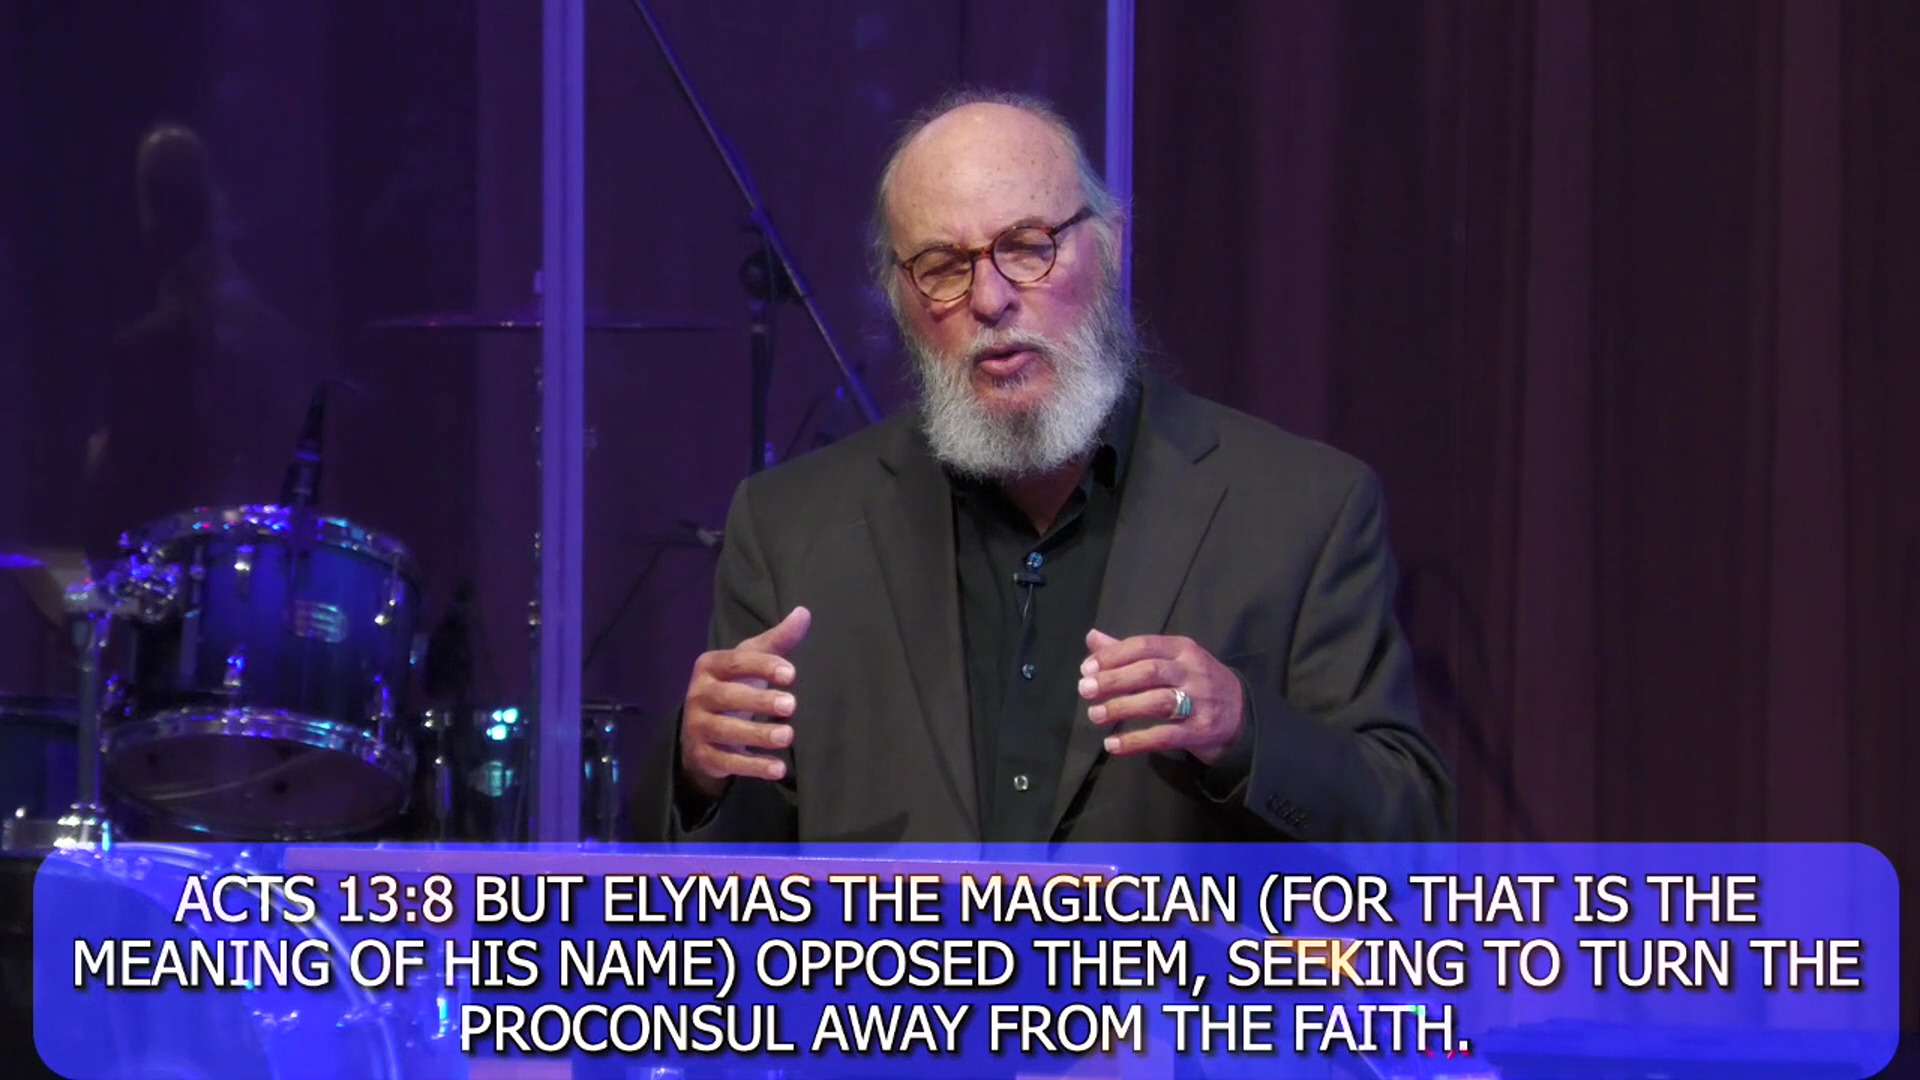 ACTS 13:8 BUT ELYMAS THE MAGICIAN (FOR THAT IS THE
MEANING OF HIS NAME) OPPOSED THEM, SEEKING TO TURN THE
PROCONSUL AWAY FROM THE FAITH.